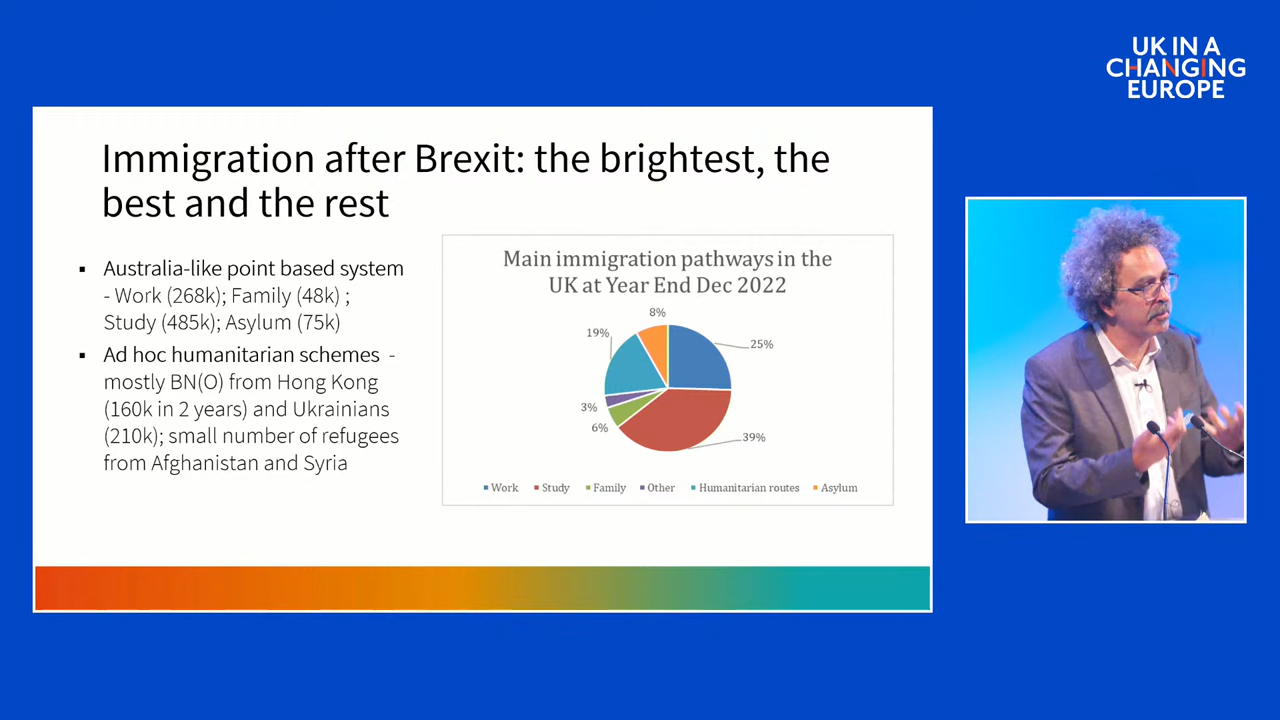 UK IN A
CHANGING
EUROPE
Immigration after Brexit: the brightest, the
best and the rest
▪ Australia-like point based system
- Work (268k); Family (48k) ;
Study (485k); Asylum (75k)
▪ Ad hoc humanitarian schemes -
mostly BN(O) from Hong Kong
(160k in 2 years) and Ukrainians
(210k); small number of refugees
from Afghanistan and Syria
Main immigration pathways in the
UK at Year End Dec 2022
8%
19%
25%
3%
6%
39%
Work Study Family Other Humanitarian routes Asylum